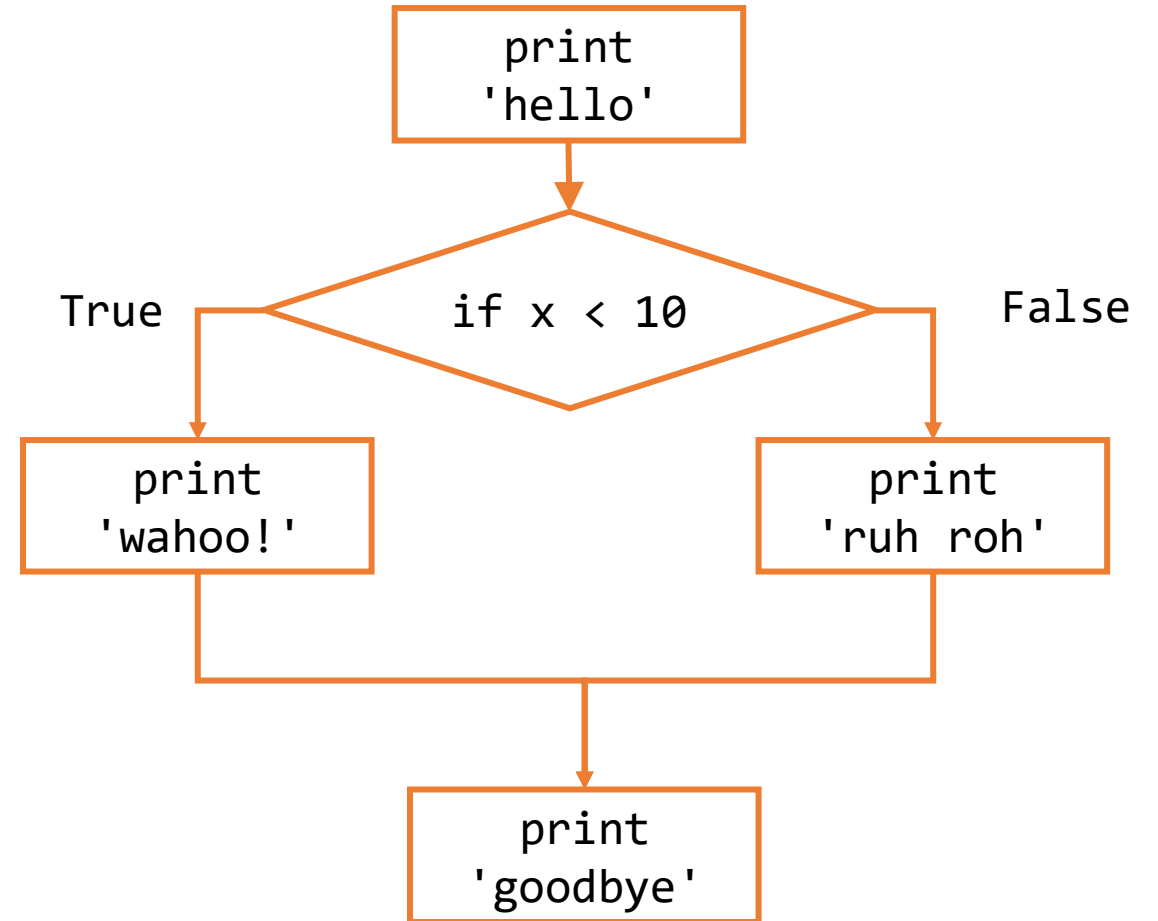 print
'hello'
if x < 10
True
False
print
'wahoo!'
print
'ruh roh'
print
'goodbye'